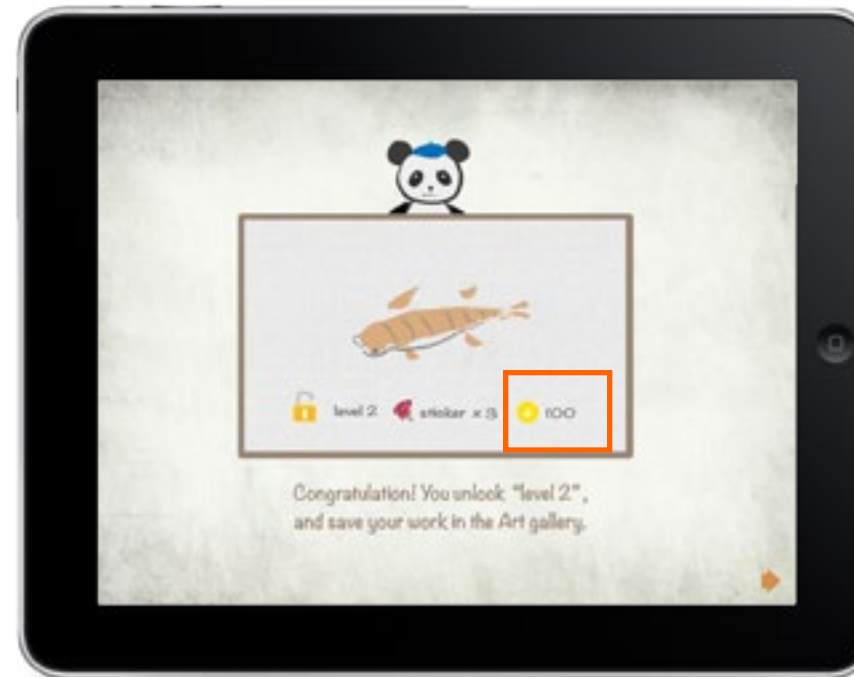 level 2 sticker x 3 100
Congratulation! You unlock "level 2",
and save your work in the Art gallery.